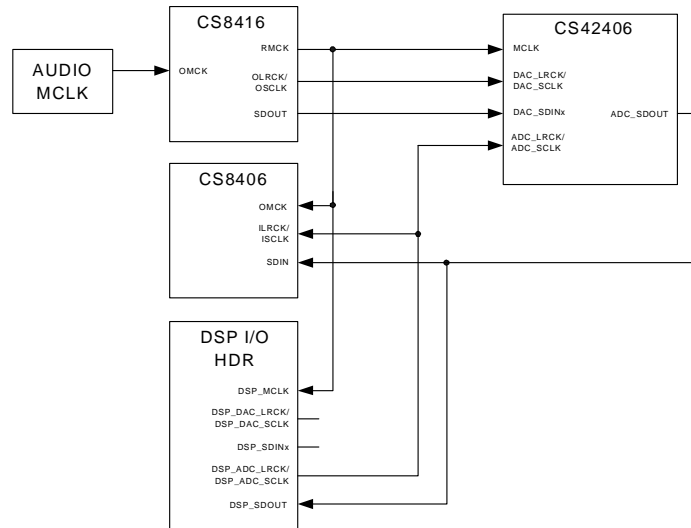 AUDIO
MCLK
CS8416
OMCK
RMCK
OLRCK/
OSCLK
SDOUT
CS42406
MCLK
DAC_LRCK/
DAC_SCLK
DAC_SDINx
ADC_LRCK/
ADC_SCLK
ADC_SDOUT
CS8406
OMCK
ILRCK/
ISCLK
SDIN
DSP I/O
HDR
DSP_MCLK
DSP_DAC_LRCK/
DSP_DAC_SCLK
DSP_SDINx
DSP_ADC_LRCK/
DSP_ADC_SCLK
DSP_SDOUT